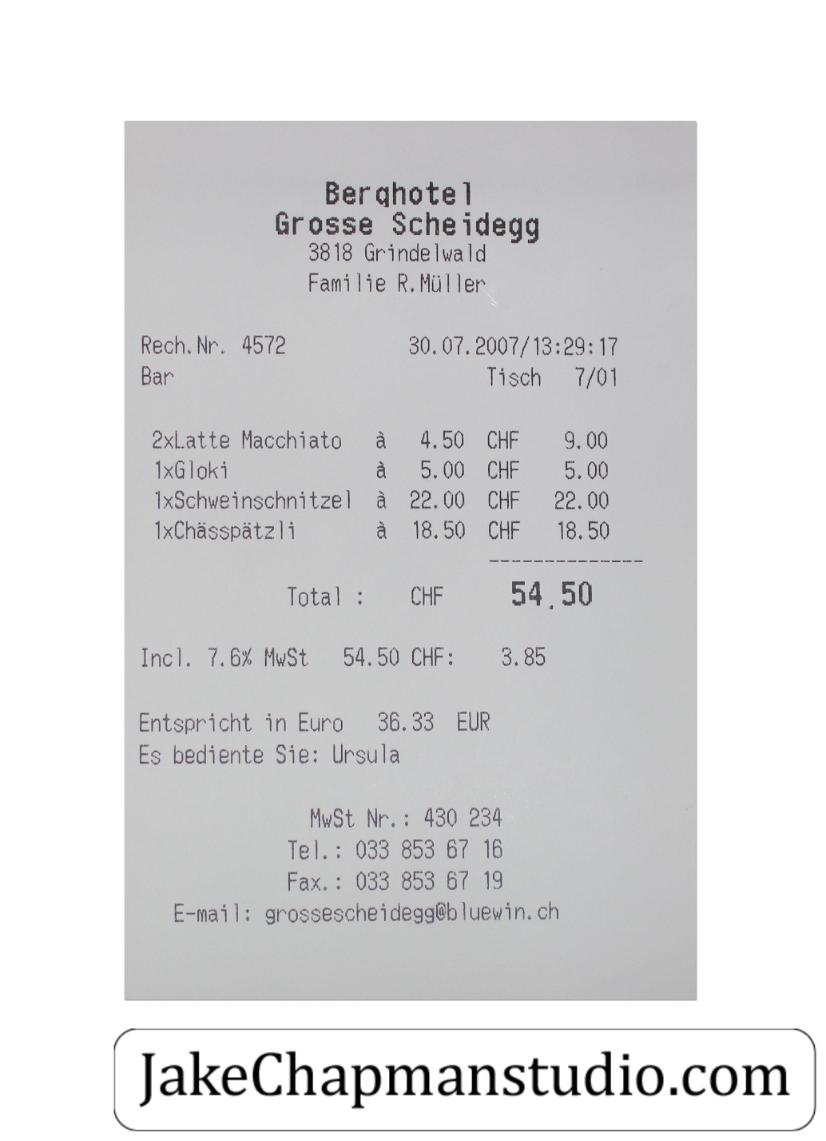 Berghotel
Grosse Scheidegg
3818 Grindelwald
Familie R.Müller
Rech.Nr. 4572 30.07.2007/13:29:17
Bar Tisch 7/01
2xLatte Macchiato à 4.50 CHF 9.00
1xGloki à 5.00 CHF 5.00
1xSchweinschnitzel à 22.00 CHF 22.00
1xChässpätzli à 18.50 CHF 18.50
--------------
Total : CHF 54.50
Incl. 7.6% MwSt 54.50 CHF: 3.85
Entspricht in Euro 36.33 EUR
Es bediente Sie: Ursula
MwSt Nr.: 430 234
Tel.: 033 853 67 16
Fax.: 033 853 67 19
E-mail: grossescheidegg@bluewin.ch
JakeChapmanstudio.com